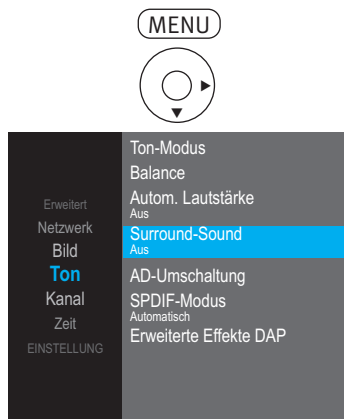 MENU
Erweitert
Netzwerk
Bild
Ton
Kanal
Zeit
EINSTELLUNG
Ton-Modus
Balance
Autom. Lautstärke
Aus
Surround-Sound
Aus
AD-Umschaltung
SPDIF-Modus
Automatisch
Erweiterte Effekte DAP